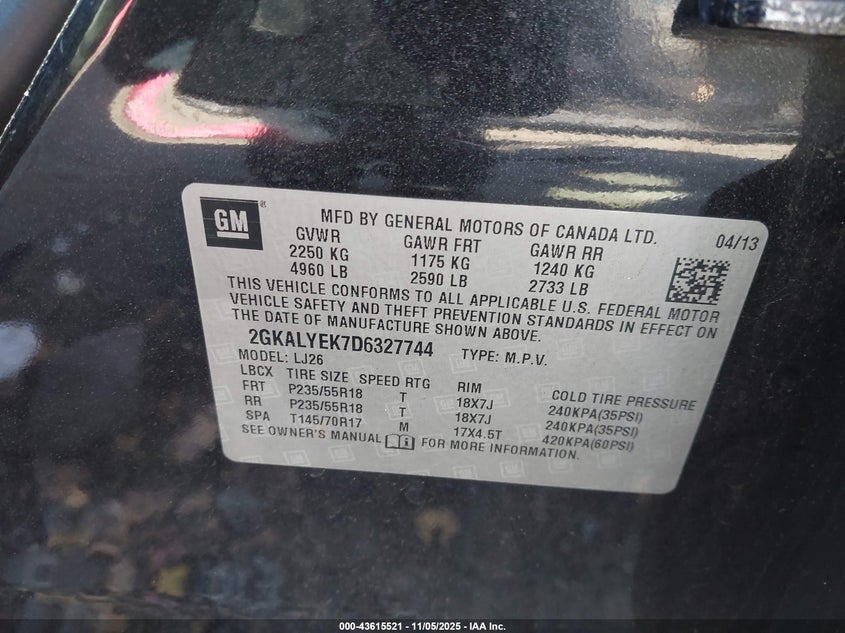 GM ®
MFD BY GENERAL MOTORS OF CANADA LTD. 04/13
GVWR GAWR FRT GAWR RR
2250 KG 1175 KG 1240 KG
4960 LB 2590 LB 2733 LB
THIS VEHICLE CONFORMS TO ALL APPLICABLE U.S. FEDERAL MOTOR
VEHICLE SAFETY AND THEFT PREVENTION STANDARDS IN EFFECT ON
THE DATE OF MANUFACTURE SHOWN ABOVE.
2GKALYEK7D6327744 TYPE: M.P.V.
MODEL: LJ26
LBCX TIRE SIZE SPEED RTG RIM COLD TIRE PRESSURE
FRT P235/55R18 T 18X7J 240KPA(35PSI)
RR P235/55R18 T 18X7J 240KPA(35PSI)
SPA T145/70R17 M 17X4.5T 420KPA(60PSI)
SEE OWNER'S MANUAL FOR MORE INFORMATION.
000-43615521 - 11/05/2025 - IAA Inc.